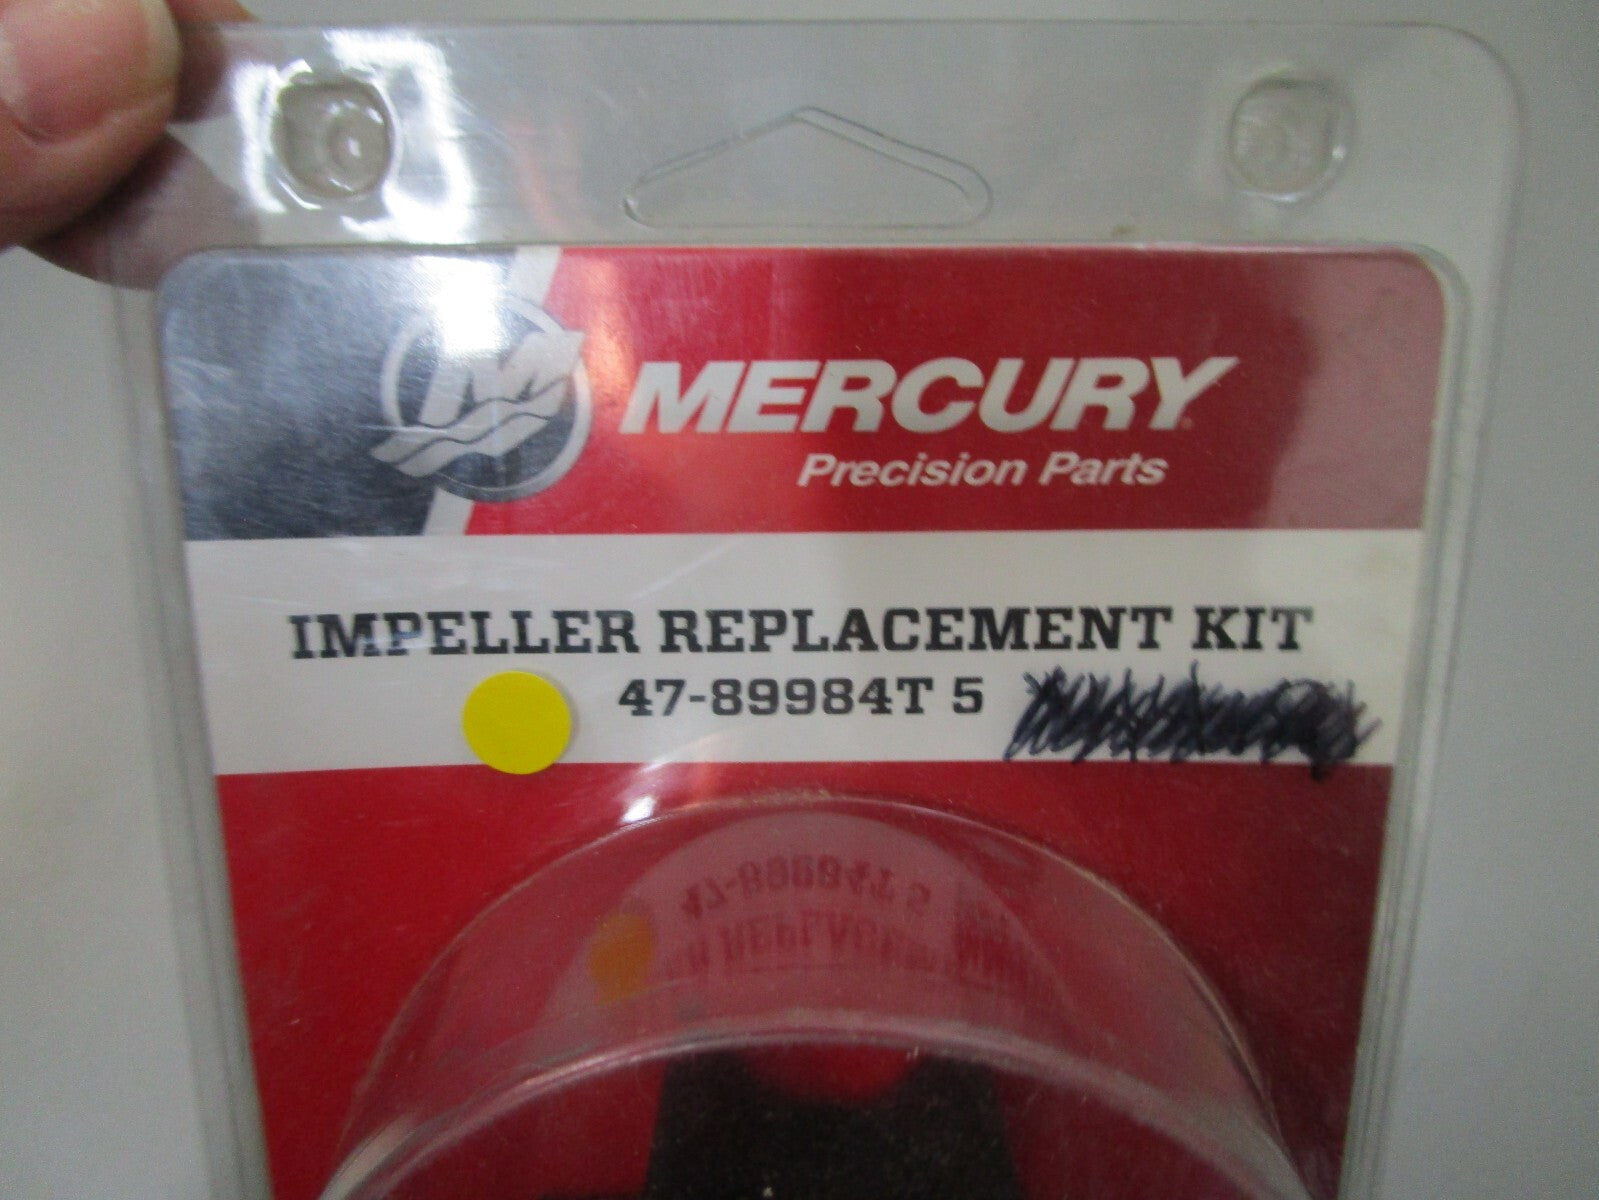 MERCURY
Precision Parts
IMPELLER REPLACEMENT KIT
47-89984T 5